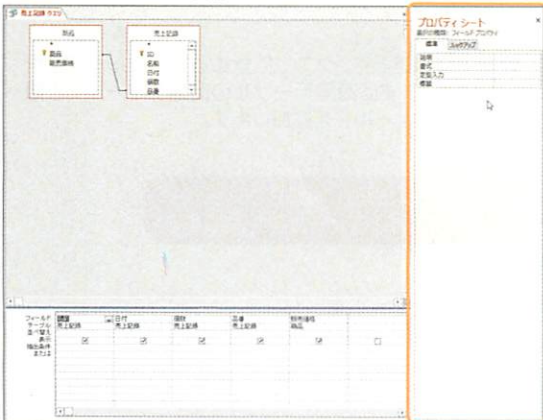 売上記録 クエリ
商品
*
販売価格
売上記録
*
ID
名称
日付
個数
品番
プロパティ シート
選択の種類: フィールド プロパティ
標準 ルックアップ
説明
書式
定型入力
標題
フィールド 日付 個数 品番 販売価格
テーブル 売上記録 売上記録 売上記録 売上記録 商品
並べ替え
表示
抽出条件
または